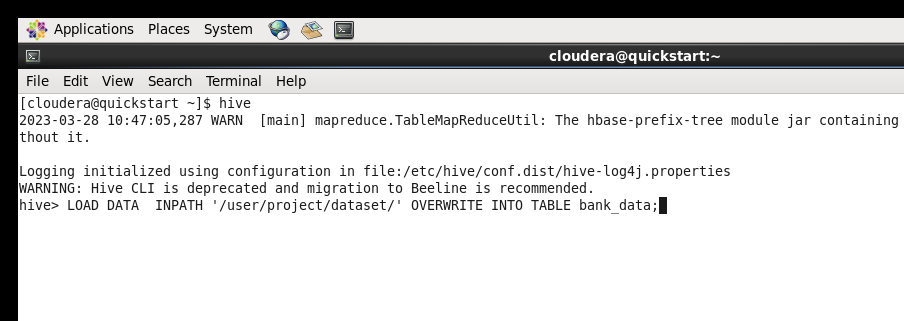 Applications Places System
cloudera@quickstart:~
File Edit View Search Terminal Help
[cloudera@quickstart ~]$ hive
2023-03-28 10:47:05,287 WARN  [main] mapreduce.TableMapReduceUtil: The hbase-prefix-tree module jar containing
thout it.
Logging initialized using configuration in file:/etc/hive/conf.dist/hive-log4j.properties
WARNING: Hive CLI is deprecated and migration to Beeline is recommended.
hive> LOAD DATA  INPATH '/user/project/dataset/' OVERWRITE INTO TABLE bank_data;